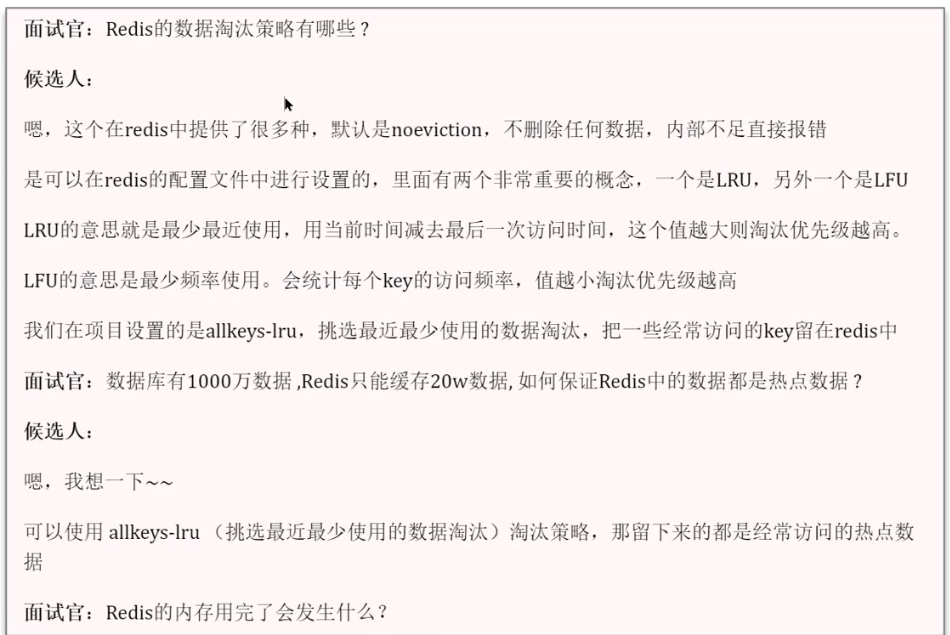 面试官：Redis的数据淘汰策略有哪些？
候选人：
嗯，这个在redis中提供了很多种，默认是noeviction，不删除任何数据，内部不足直接报错
是可以在redis的配置文件中进行设置的，里面有两个非常重要的概念，一个是LRU，另外一个是LFU
LRU的意思就是最少最近使用，用当前时间减去最后一次访问时间，这个值越大则淘汰优先级越高。
LFU的意思是最少频率使用。会统计每个key的访问频率，值越小淘汰优先级越高
我们在项目设置的是allkeys-lru，挑选最近最少使用的数据淘汰，把一些经常访问的key留在redis中
面试官：数据库有1000万数据 ,Redis只能缓存20w数据, 如何保证Redis中的数据都是热点数据？
候选人：
嗯，我想一下~~
可以使用 allkeys-lru （挑选最近最少使用的数据淘汰）淘汰策略，那留下来的都是经常访问的热点数
据
面试官：Redis的内存用完了会发生什么？